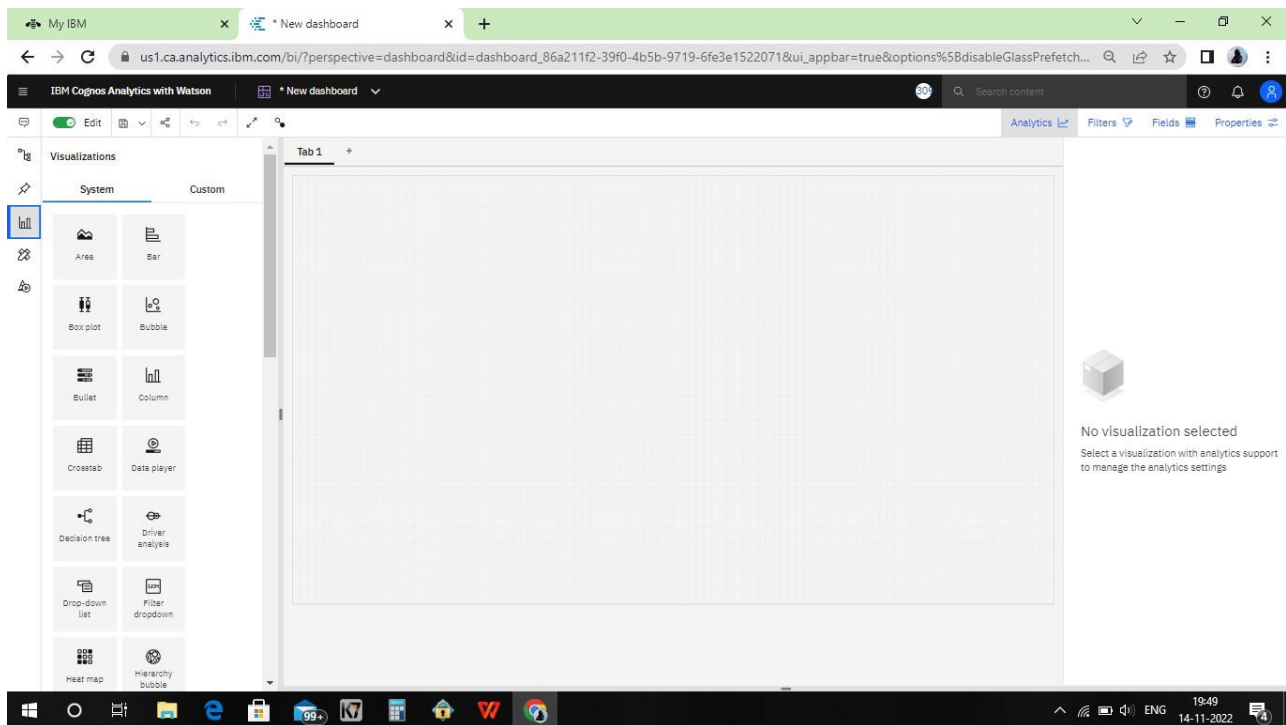 My IBM
* New dashboard
us1.ca.analytics.ibm.com/bi/?perspective=dashboard&id=dashboard_86a211f2-39f0-4b5b-9719-6fe3e1522071&ui_appbar=true&options%5BdisableGlassPrefetch...
IBM Cognos Analytics with Watson
* New dashboard
Search content
Edit
Analytics
Filters
Fields
Properties
Visualizations
System
Custom
Area
Bar
Box plot
Bubble
Bullet
Column
Crosstab
Data player
Decision tree
Driver
analysis
Drop-down
list
1234
Filter
dropdown
Heat map
Hierarchy
bubble
Tab 1
No visualization selected
Select a visualization with analytics support
to manage the analytics settings
99+
ENG
19:49
14-11-2022